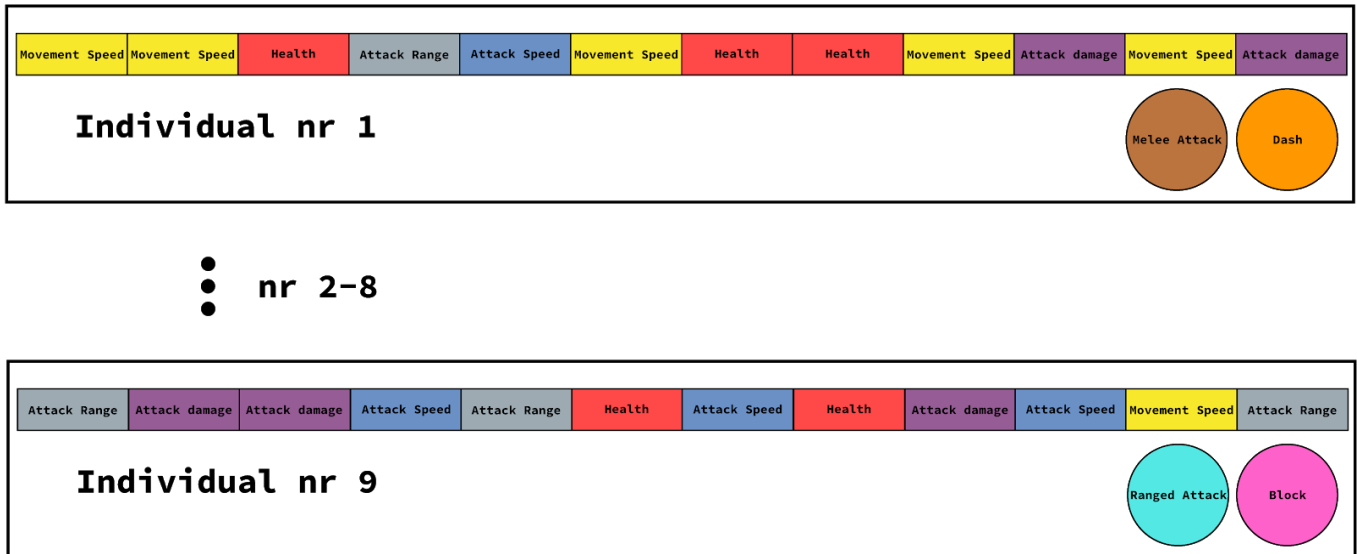 Movement Speed Movement Speed Health Attack Range Attack Speed Movement Speed Health Health Movement Speed Attack damage Movement Speed Attack damage
Individual nr 1
Melee Attack Dash
nr 2-8
Attack Range Attack damage Attack damage Attack Speed Attack Range Health Attack Speed Health Attack damage Attack Speed Movement Speed Attack Range
Individual nr 9
Ranged Attack Block